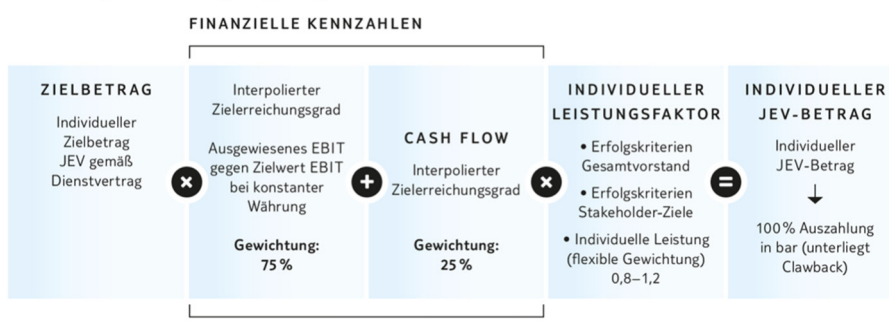 FINANZIELLE KENNZAHLEN
ZIELBETRAG
Individueller
Zielbetrag
JEV gemäß
Dienstvertrag
×
Interpolierter
Zielerreichungsgrad
Ausgewiesenes EBIT
gegen Zielwert EBIT
bei konstanter
Währung
Gewichtung:
75 %
+
CASH FLOW
Interpolierter
Zielerreichungsgrad
Gewichtung:
25 %
×
INDIVIDUELLER
LEISTUNGSFAKTOR
• Erfolgskriterien
Gesamtvorstand
• Erfolgskriterien
Stakeholder-Ziele
• Individuelle Leistung
(flexible Gewichtung)
0,8–1,2
=
INDIVIDUELLER
JEV-BETRAG
Individueller
JEV-Betrag
↓
100 % Auszahlung
in bar (unterliegt
Clawback)